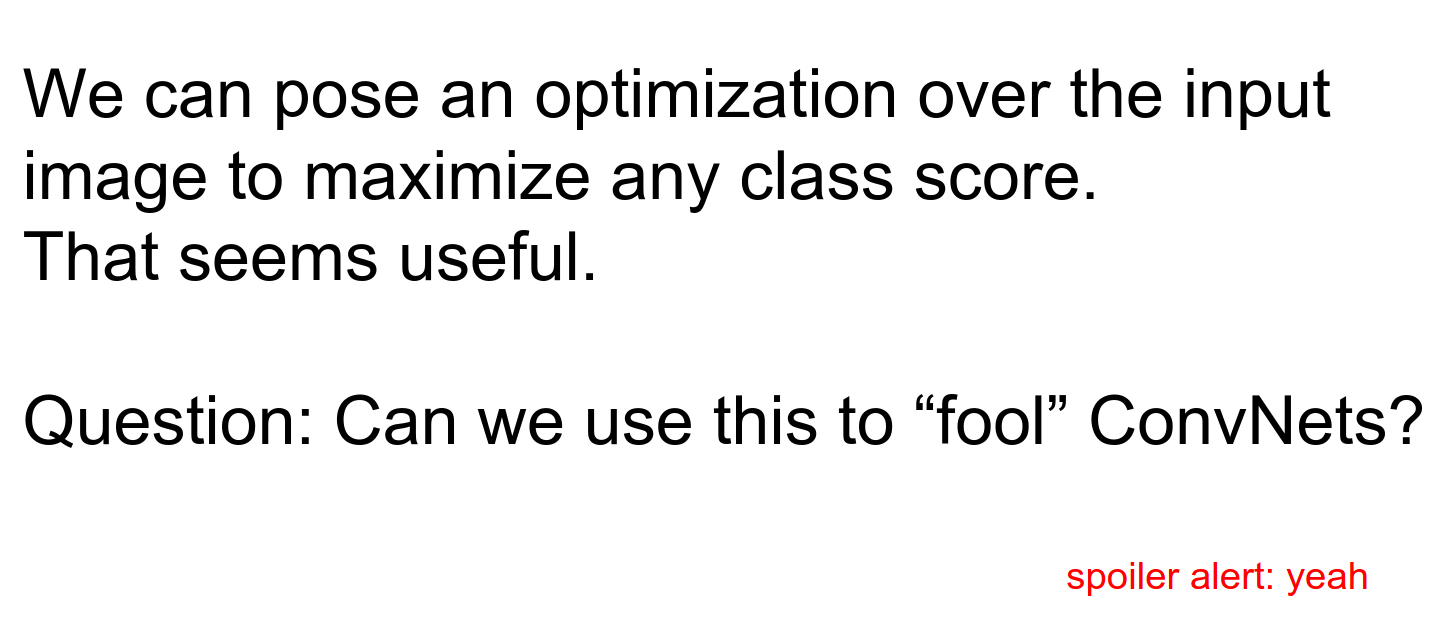 We can pose an optimization over the input
image to maximize any class score.
That seems useful.
Question: Can we use this to “fool” ConvNets?
spoiler alert: yeah